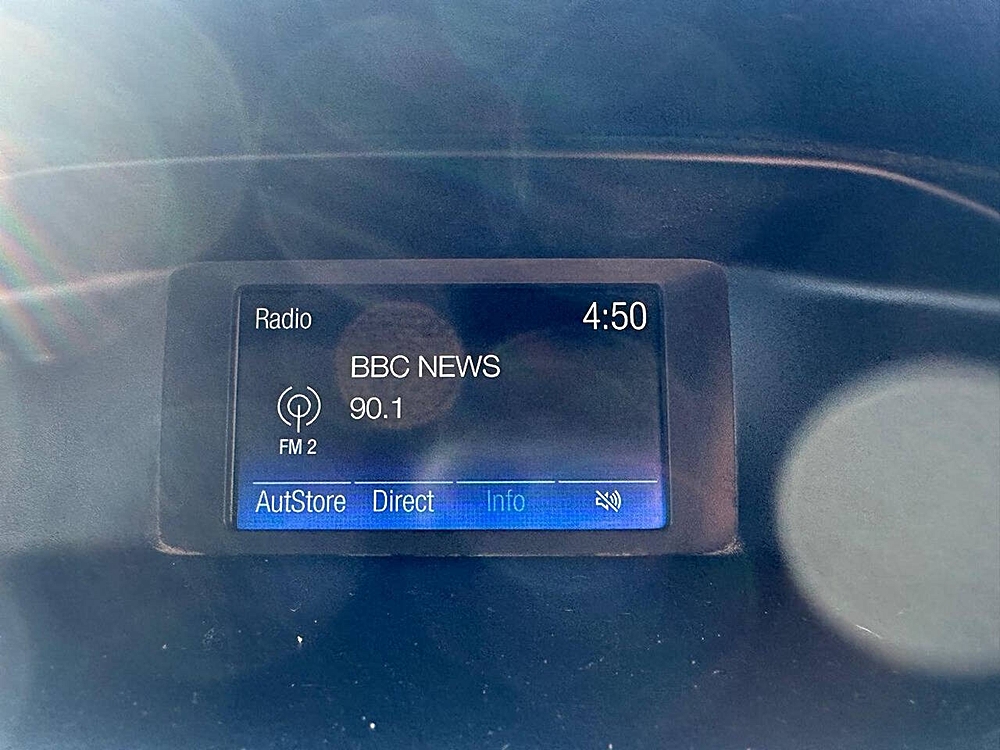 Radio 4:50
BBC NEWS
90.1
FM 2
AutStore Direct Info